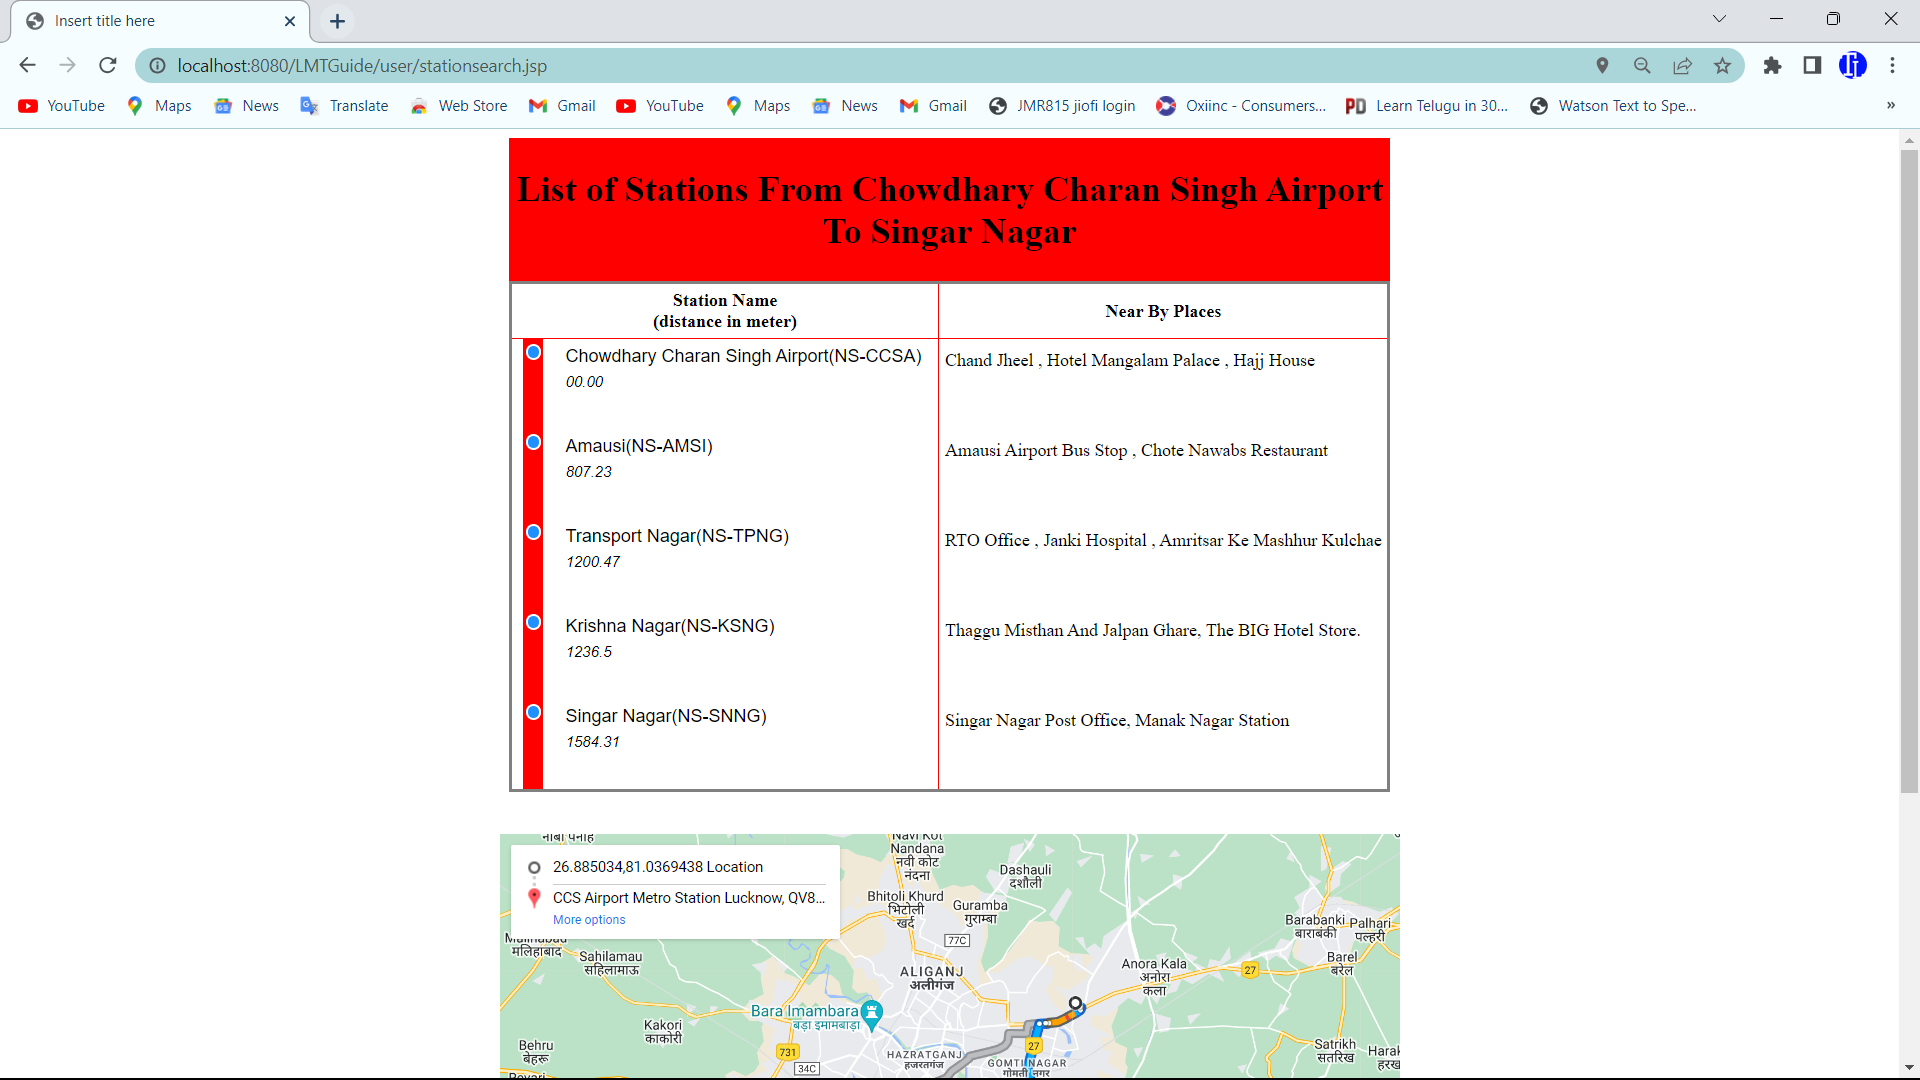 Insert title here
localhost:8080/LMTGuide/user/stationsearch.jsp
YouTube Maps News Translate Web Store Gmail YouTube Maps News Gmail JMR815 jiofi login Oxiinc - Consumers... Learn Telugu in 30... Watson Text to Spe... »
List of Stations From Chowdhary Charan Singh Airport
To Singar Nagar
Station Name
(distance in meter)
Near By Places
Chowdhary Charan Singh Airport(NS-CCSA)
00.00
Chand Jheel , Hotel Mangalam Palace , Hajj House
Amausi(NS-AMSI)
807.23
Amausi Airport Bus Stop , Chote Nawabs Restaurant
Transport Nagar(NS-TPNG)
1200.47
RTO Office , Janki Hospital , Amritsar Ke Mashhur Kulchae
Krishna Nagar(NS-KSNG)
1236.5
Thaggu Misthan And Jalpan Ghare, The BIG Hotel Store.
Singar Nagar(NS-SNNG)
1584.31
Singar Nagar Post Office, Manak Nagar Station
26.885034,81.0369438 Location
CCS Airport Metro Station Lucknow, QV8...
More options
Nandana
नवी कोट
नंदना
Dashauli
दशौली
Bhitoli Khurd
भिटोली
खर्द
Guramba
गुराम्बा
77C
Barabanki
बाराबंकी
Palhari
पल्हरी
मलिहाबाद
Sahilamau
सहिलामाऊ
ALIGANJ
अलीगंज
Anora Kala
अनोरा
कला
27
Barel
बरेल
Bara Imambara
बड़ा इमामबाड़ा
Kakori
काकोरी
Behru
बेहरू
731
34C
HAZRATGANJ
हजरतगंज
27
GOMTI NAGAR
गोमती नगर
Satrikh
सतरिख